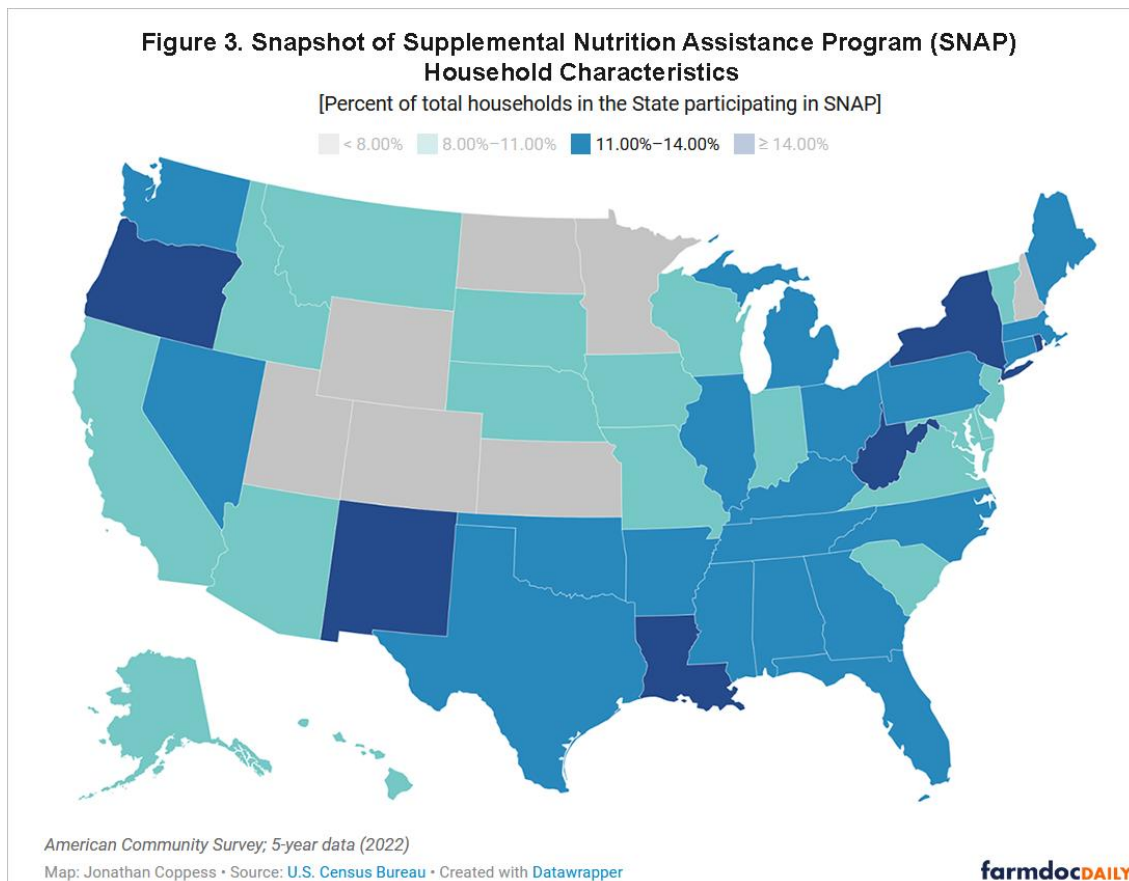 Figure 3. Snapshot of Supplemental Nutrition Assistance Program (SNAP)
Household Characteristics
[Percent of total households in the State participating in SNAP]
< 8.00% 8.00%–11.00% 11.00%–14.00% ≥ 14.00%
American Community Survey; 5-year data (2022)
Map: Jonathan Coppess • Source: U.S. Census Bureau • Created with Datawrapper
farmdocDAILY